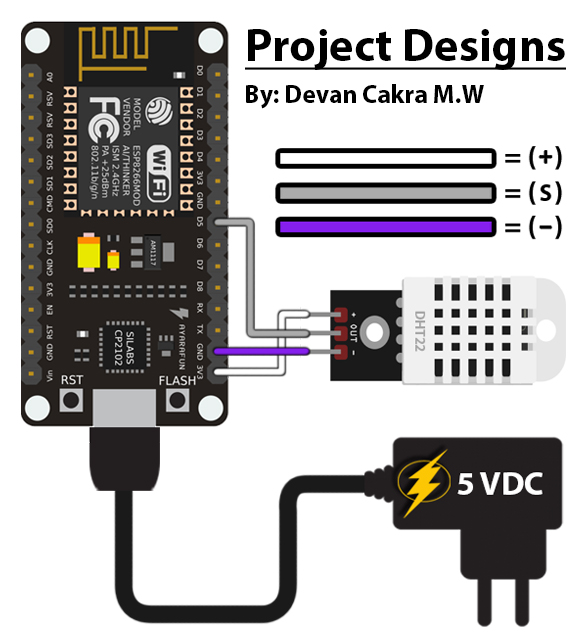 Project Designs
By: Devan Cakra M.W
= (+)
= (S)
= (-)
A0
RSV
RSV
SD3
SD2
SD1
CMD
SD0
CLK
GND
3V3
EN
RST
GND
Vin
D0
D1
D2
D3
D4
3V3
GND
D5
D6
D7
D8
RX
TX
GND
3V3
MODEL ESP8266MOD
VENDOR AI/THINKER
ISM 2.4GHz
PA +25dBm
802.11b/g/n
FC
Wi Fi
AM1117
AYARAFUN
SILABS
CP2102
RST
FLASH
+
OUT
-
DHT22
5 VDC